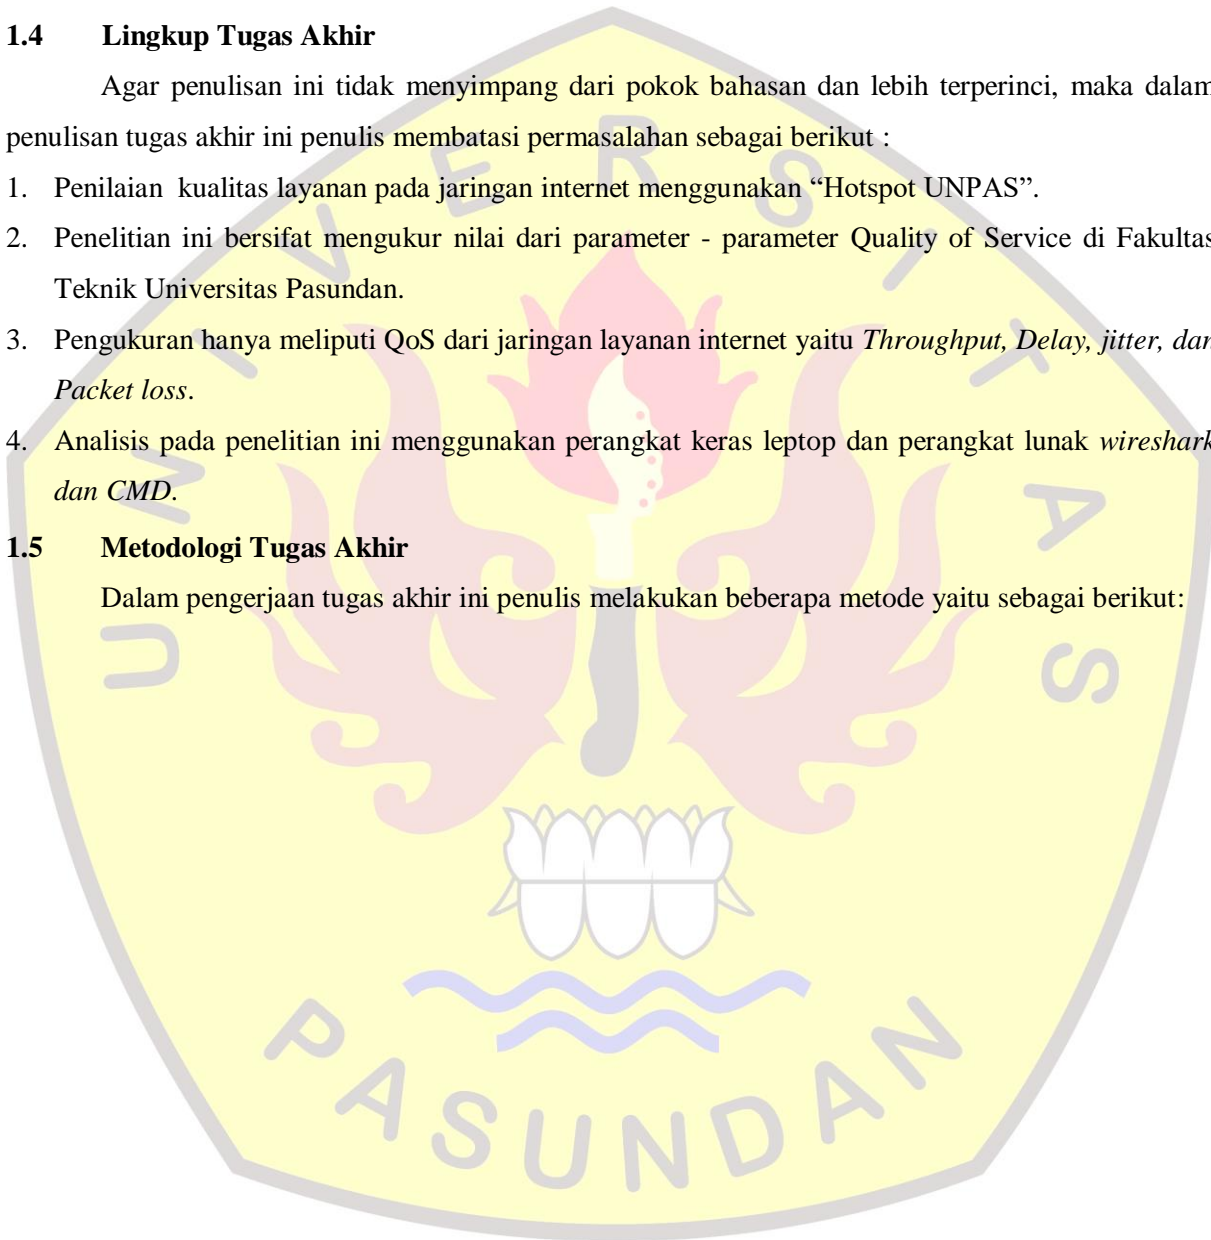 1.4 Lingkup Tugas Akhir
Agar penulisan ini tidak menyimpang dari pokok bahasan dan lebih terperinci, maka dalam
penulisan tugas akhir ini penulis membatasi permasalahan sebagai berikut :
1. Penilaian kualitas layanan pada jaringan internet menggunakan “Hotspot UNPAS”.
2. Penelitian ini bersifat mengukur nilai dari parameter - parameter Quality of Service di Fakultas
Teknik Universitas Pasundan.
3. Pengukuran hanya meliputi QoS dari jaringan layanan internet yaitu Throughput, Delay, jitter, dan
Packet loss.
4. Analisis pada penelitian ini menggunakan perangkat keras leptop dan perangkat lunak wireshark
dan CMD.
1.5 Metodologi Tugas Akhir
Dalam pengerjaan tugas akhir ini penulis melakukan beberapa metode yaitu sebagai berikut:
UNIVERSITAS
PASUNDAN